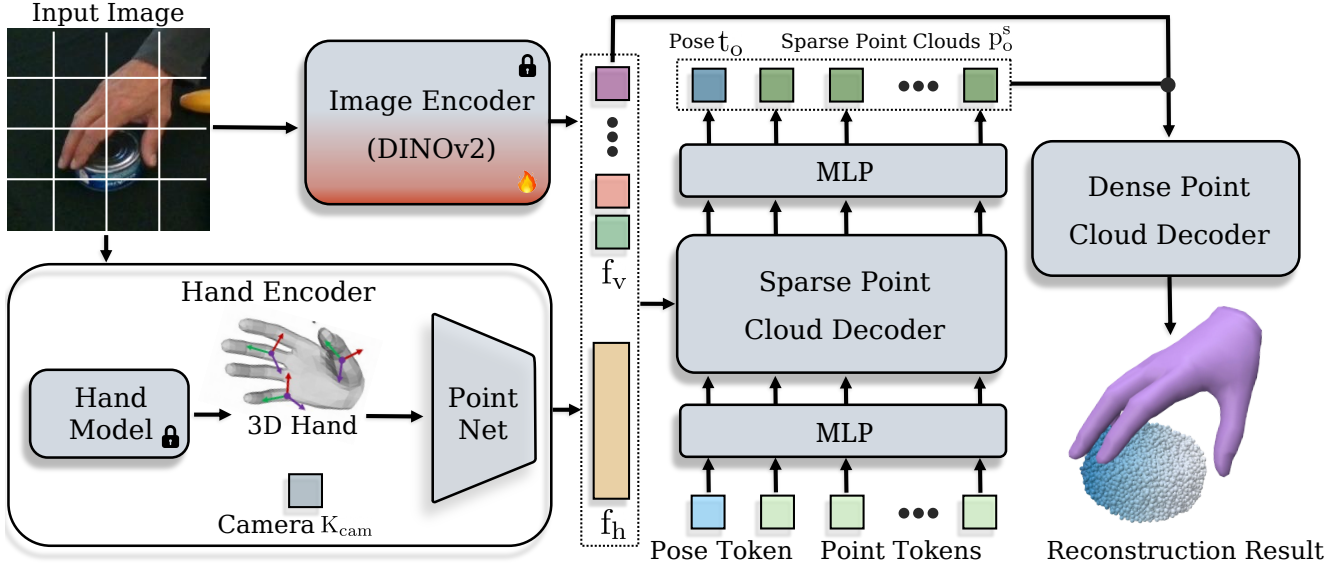 Input Image
Image Encoder
(DINOv2)
f_v
Hand Encoder
Hand
Model
3D Hand
Point
Net
Camera K_cam
f_h
Pose t_o
Sparse Point Clouds p_o^s
MLP
Sparse Point
Cloud Decoder
MLP
Pose Token
Point Tokens
Dense Point
Cloud Decoder
Reconstruction Result